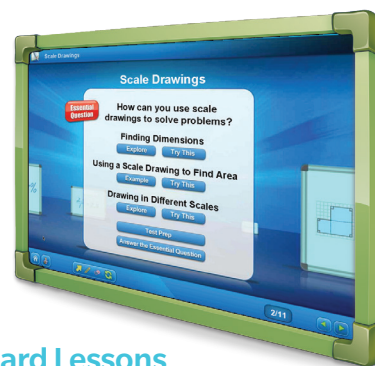 Scale Drawings
Scale Drawings
Essential
Question
How can you use scale
drawings to solve problems?
Finding Dimensions
Explore Try This
Using a Scale Drawing to Find Area
Example Try This
Drawing in Different Scales
Explore Try This
Test Prep
Answer the Essential Question
%
2/11
ard Lessons